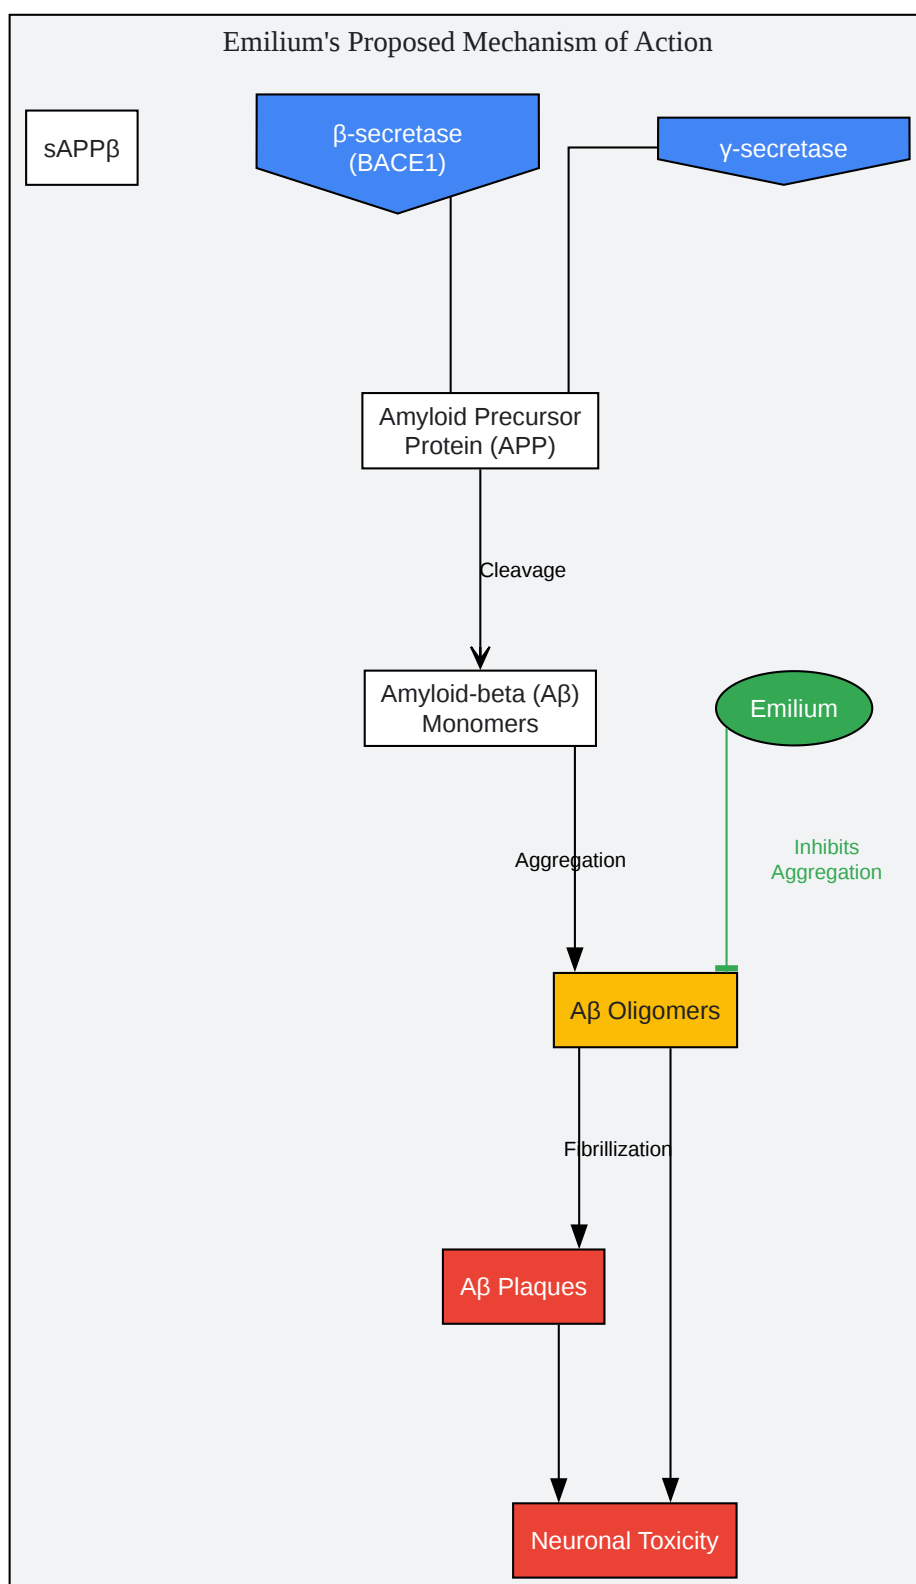 Emilium's Proposed Mechanism of Action
sAPPβ
β-secretase
(BACE1)
γ-secretase
Amyloid Precursor
Protein (APP)
Cleavage
Amyloid-beta (Aβ)
Monomers
Emilium
Aggregation
Inhibits
Aggregation
Aβ Oligomers
Fibrillization
Aβ Plaques
Neuronal Toxicity